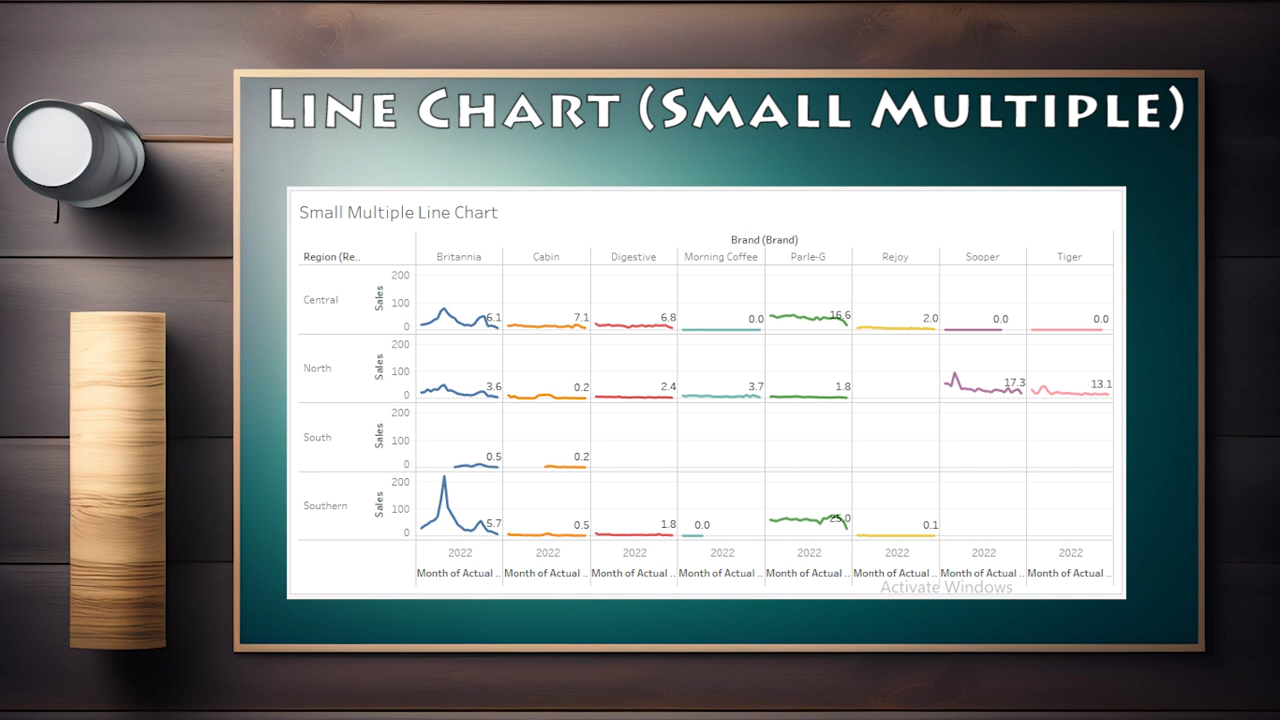 LINE CHART (SMALL MULTIPLE)
Small Multiple Line Chart
Brand (Brand)
Region (Re.. Britannia Cabin Digestive Morning Coffee Parle-G Rejoy Sooper Tiger
Central Sales 200 100 0 6.1 7.1 6.8 0.0 16.6 2.0 0.0 0.0
North Sales 200 100 0 3.6 0.2 2.4 3.7 1.8 17.3 13.1
South Sales 200 100 0 0.5 0.2
Southern Sales 200 100 0 5.7 0.5 1.8 0.0 25.0 0.1
2022 2022 2022 2022 2022 2022 2022 2022
Month of Actual .. Month of Actual .. Month of Actual .. Month of Actual .. Month of Actual .. Month of Actual .. Month of Actual .. Month of Actual ..
Activate Windows